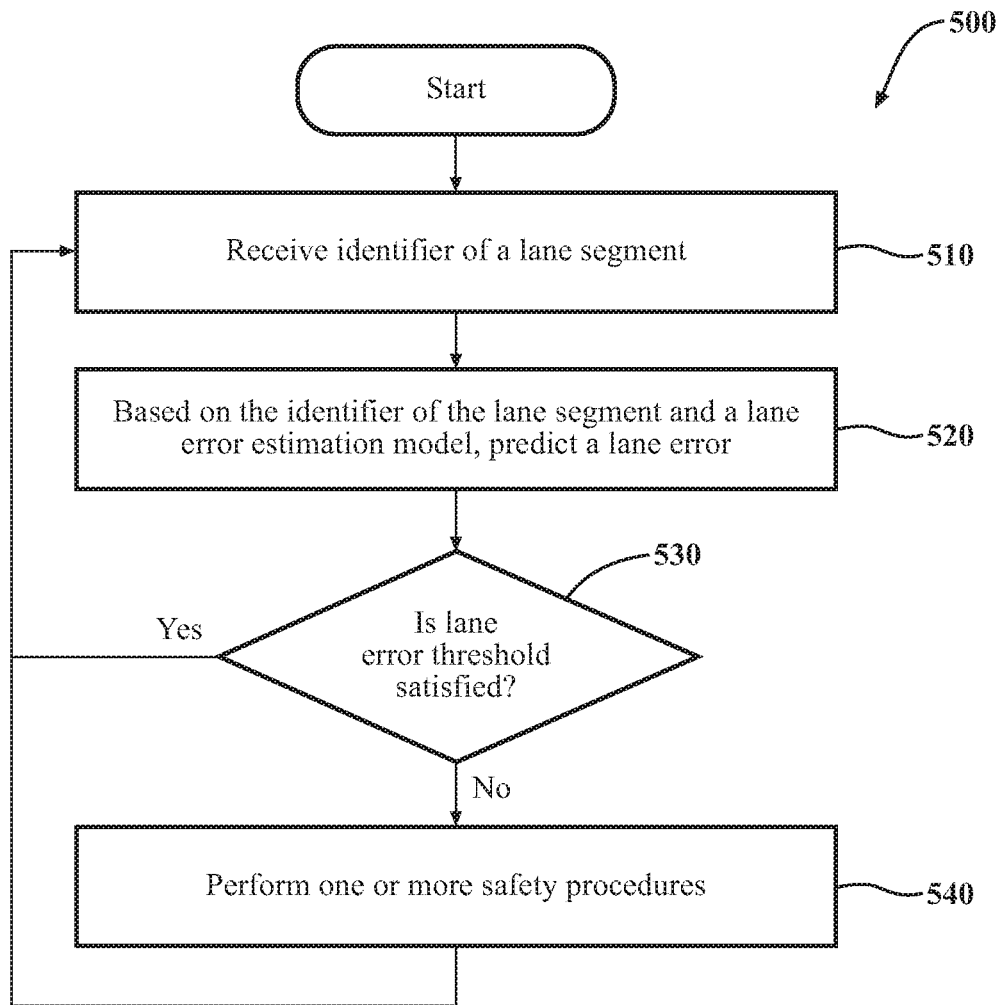 500
Start
Receive identifier of a lane segment
510
Based on the identifier of the lane segment and a lane
error estimation model, predict a lane error
520
530
Yes
Is lane
error threshold
satisfied?
No
Perform one or more safety procedures
540